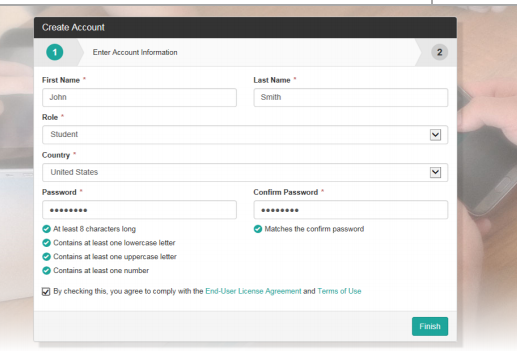 Create Account
1 Enter Account Information 2
First Name * Last Name *
John Smith
Role *
Student
Country *
United States
Password * Confirm Password *
●●●●●●●● ●●●●●●●●
At least 8 characters long Matches the confirm password
Contains at least one lowercase letter
Contains at least one uppercase letter
Contains at least one number
By checking this, you agree to comply with the End-User License Agreement and Terms of Use
Finish